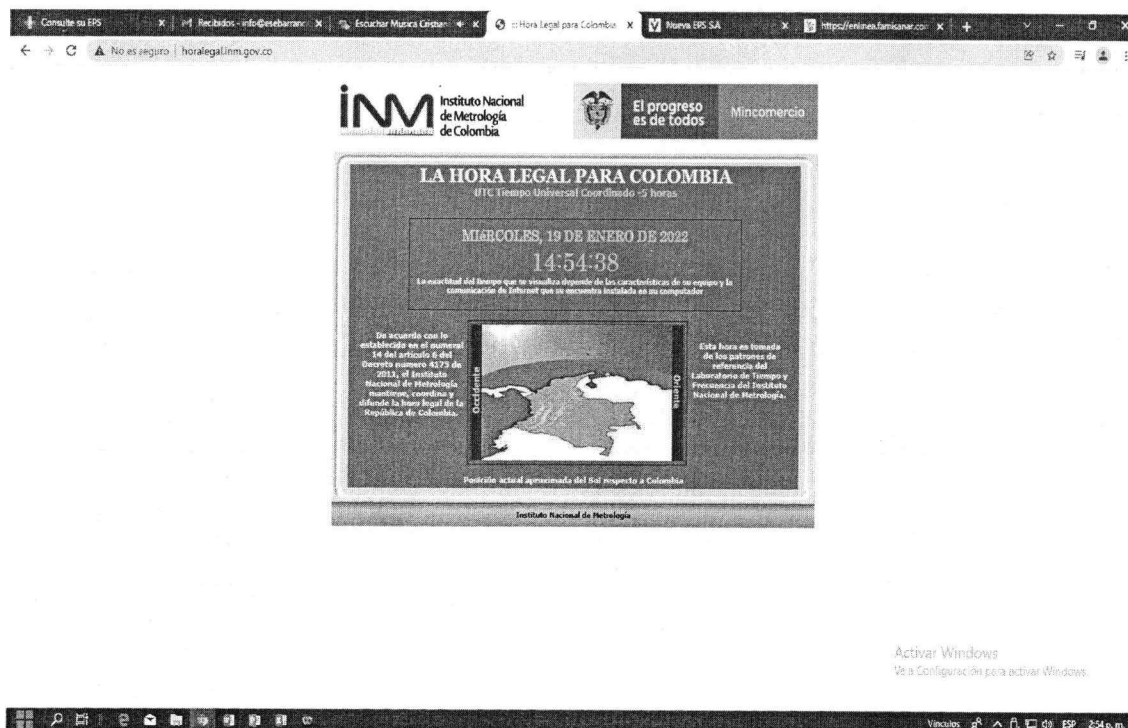 Consulte su EPS
Recibidos - info@esebarranc
Escuchar Musica Cristian
::: Hora Legal para Colombia
Nueva EPS S.A
https://enlinea.famisanar.co
No es seguro | horalegal.inm.gov.co
INM
Instituto Nacional
de Metrología
de Colombia
El progreso
es de todos
Mincomercio
LA HORA LEGAL PARA COLOMBIA
UTC Tiempo Universal Coordinado -5 horas
MIéRCOLES, 19 DE ENERO DE 2022
14:54:38
La exactitud del tiempo que se visualiza depende de las características de su equipo y la
comunicación de Internet que se encuentra instalada en su computador
De acuerdo con lo
establecido en el numeral
14 del artículo 6 del
Decreto número 4175 de
2011, el Instituto
Nacional de Metrología
mantiene, coordina y
difunde la hora legal de la
República de Colombia.
Occidente
Oriente
Esta hora es tomada
de los patrones de
referencia del
Laboratorio de Tiempo y
Frecuencia del Instituto
Nacional de Metrología.
Posición actual aproximada del Sol respecto a Colombia
Instituto Nacional de Metrología
Activar Windows
Ve a Configuración para activar Windows.
Vínculos
ESP
2:54 p. m.